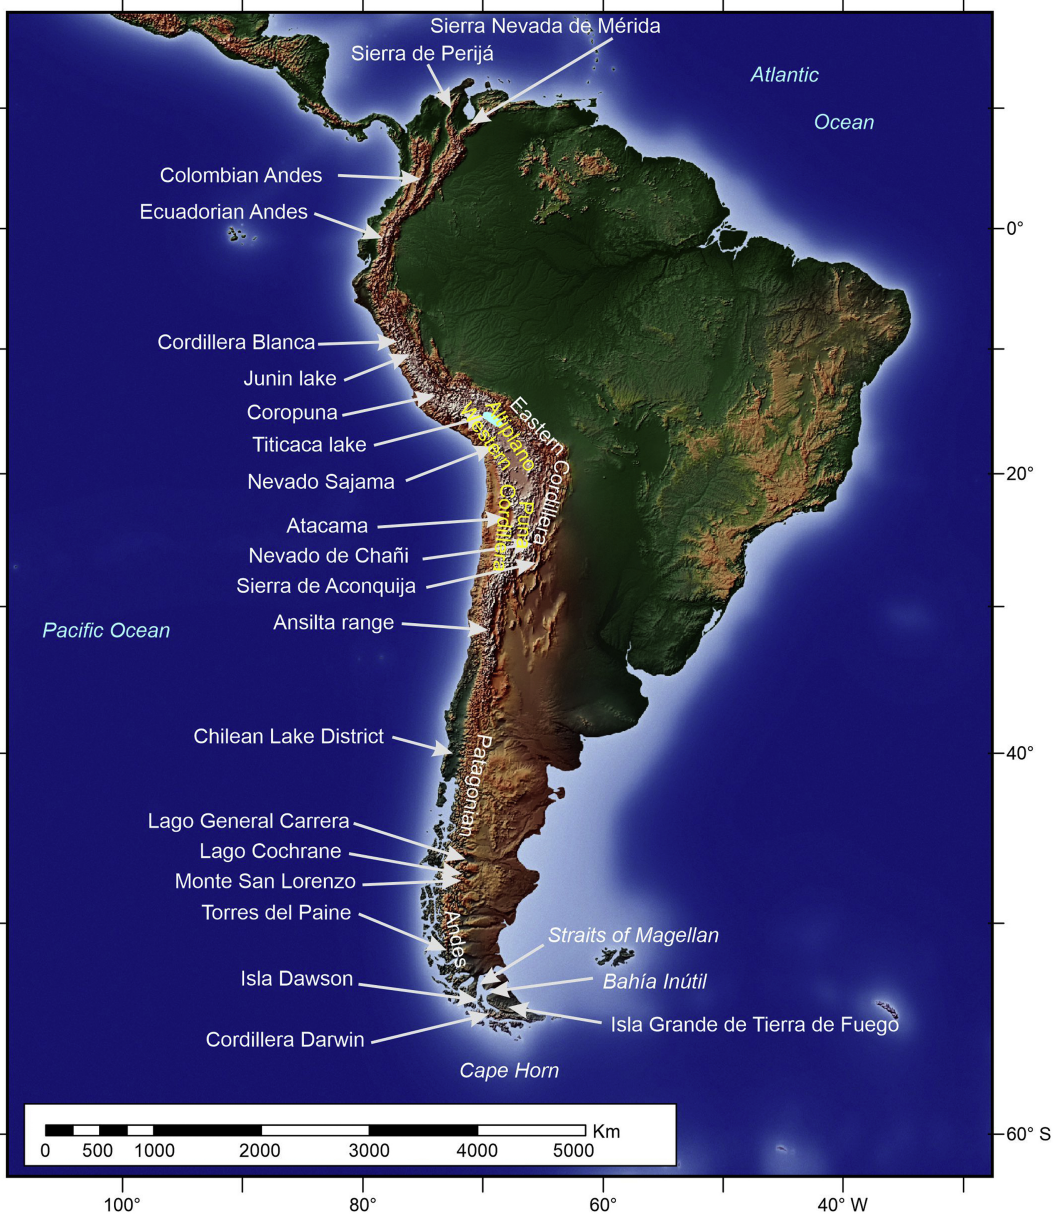 Sierra Nevada de Mérida
Sierra de Perijá
Atlantic
Ocean
Colombian Andes
Ecuadorian Andes
0°
Cordillera Blanca
Junin lake
Coropuna
Titicaca lake
Nevado Sajama
Atacama
Nevado de Chañi
Sierra de Aconquija
Ansilta range
Eastern Cordillera
Altiplano
Western Cordillera
Puna
20°
Pacific Ocean
Chilean Lake District
40°
Patagonian Andes
Lago General Carrera
Lago Cochrane
Monte San Lorenzo
Torres del Paine
Straits of Magellan
Isla Dawson
Bahía Inútil
Isla Grande de Tierra de Fuego
Cordillera Darwin
Cape Horn
Km
0 500 1000 2000 3000 4000 5000
60° S
100° 80° 60° 40° W